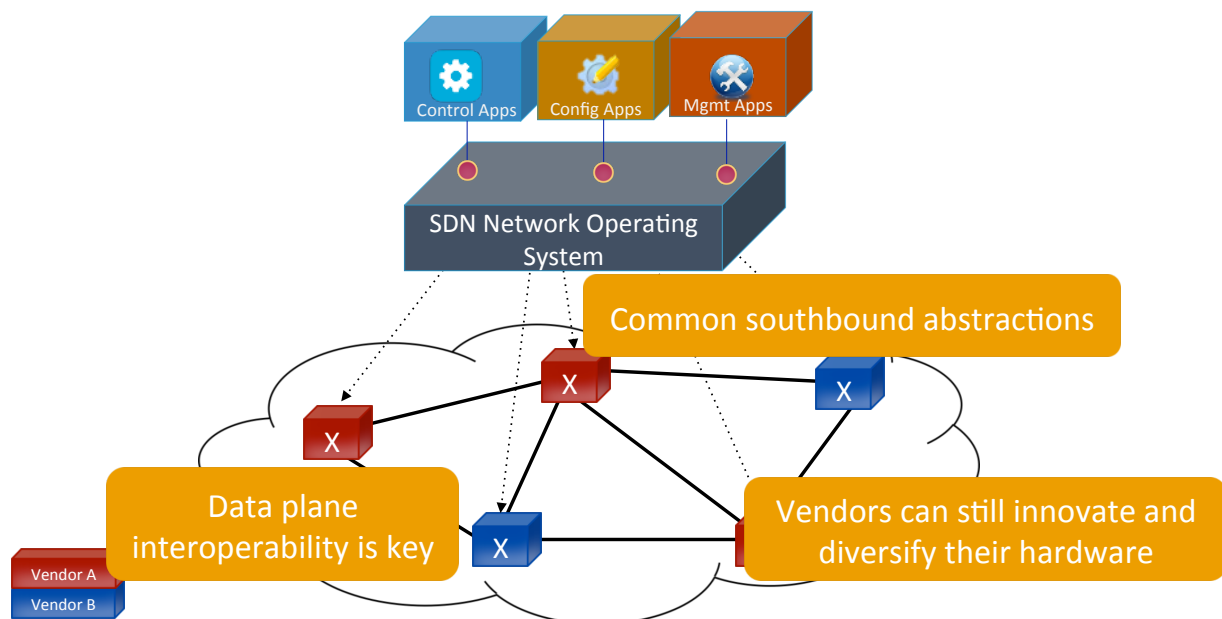 Control Apps
Config Apps
Mgmt Apps
SDN Network Operating
System
Common southbound abstractions
X
X
X
Data plane
interoperability is key
X
Vendors can still innovate and
diversify their hardware
Vendor A
Vendor B